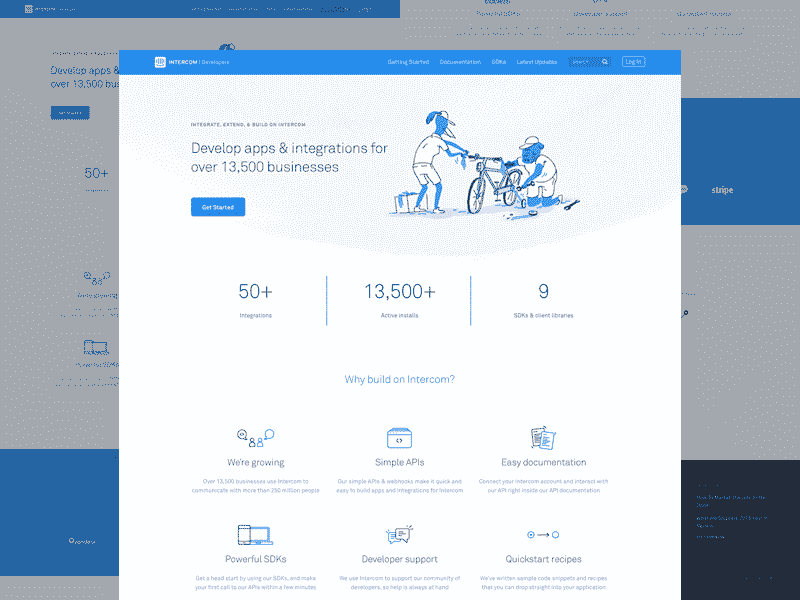 INTERCOM | Developers
Getting Started
Documentation
SDKs
Latest Updates
Search
Log In
INTEGRATE, EXTEND, & BUILD ON INTERCOM
Develop apps & integrations for
over 13,500 businesses
Get Started
50+
Integrations
13,500+
Active installs
9
SDKs & client libraries
Why build on Intercom?
We're growing
Over 13,500 businesses use Intercom to
communicate with more than 250 million people
Simple APIs
Our simple APIs & webhooks make it quick and
easy to build apps and integrations for Intercom
Easy documentation
Connect your Intercom account and interact with
our API right inside our API documentation
Powerful SDKs
Get a head start by using our SDKs, and make
your first call to our APIs within a few minutes
Developer support
We use Intercom to support our community of
developers, so help is always at hand
Quickstart recipes
We've written sample code snippets and recipes
that you can drop straight into your application
Develop apps &
over 13,500 bus
50+
stripe